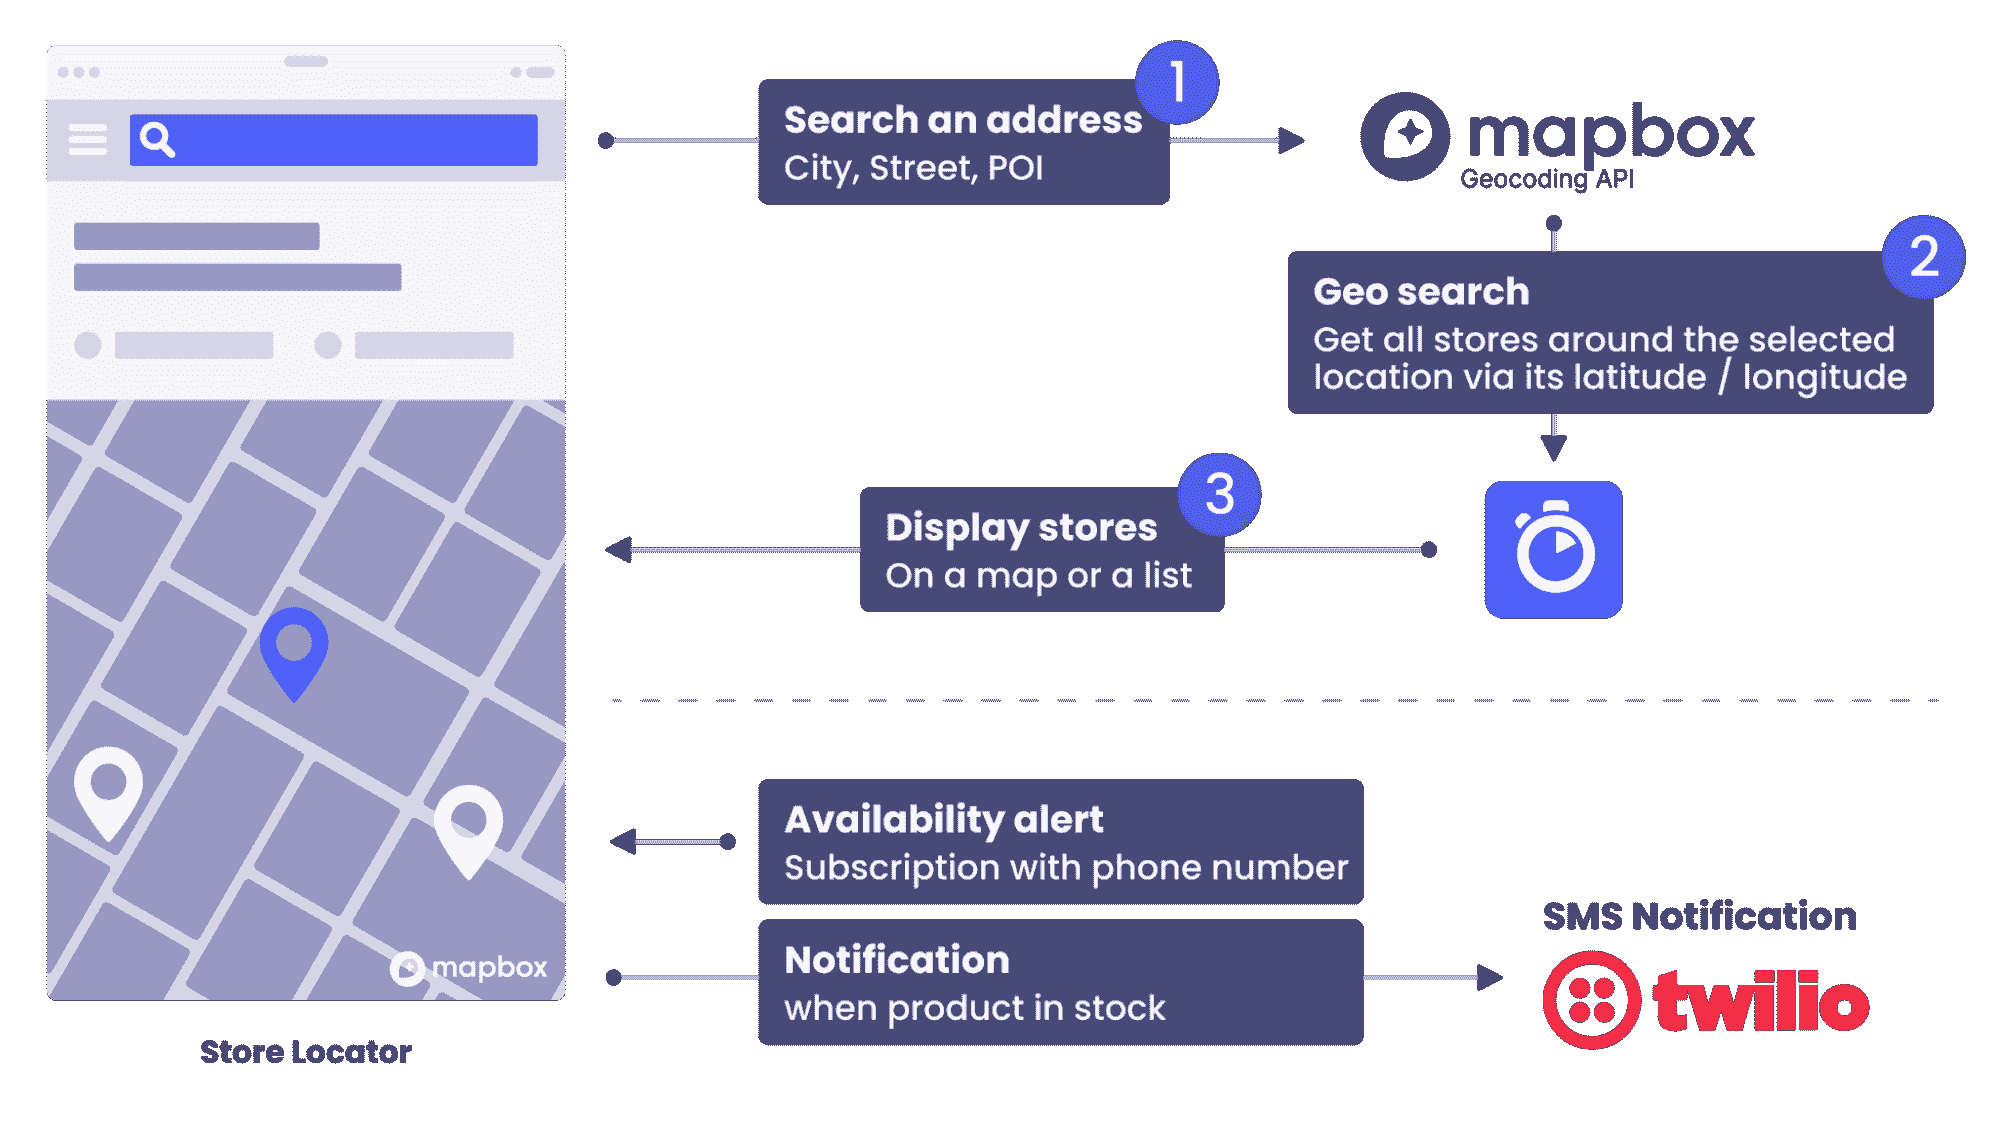 1
Search an address
City, Street, POI
mapbox
Geocoding API
2
Geo search
Get all stores around the selected
location via its latitude / longitude
3
Display stores
On a map or a list
Availability alert
Subscription with phone number
Notification
when product in stock
SMS Notification
twilio
mapbox
Store Locator